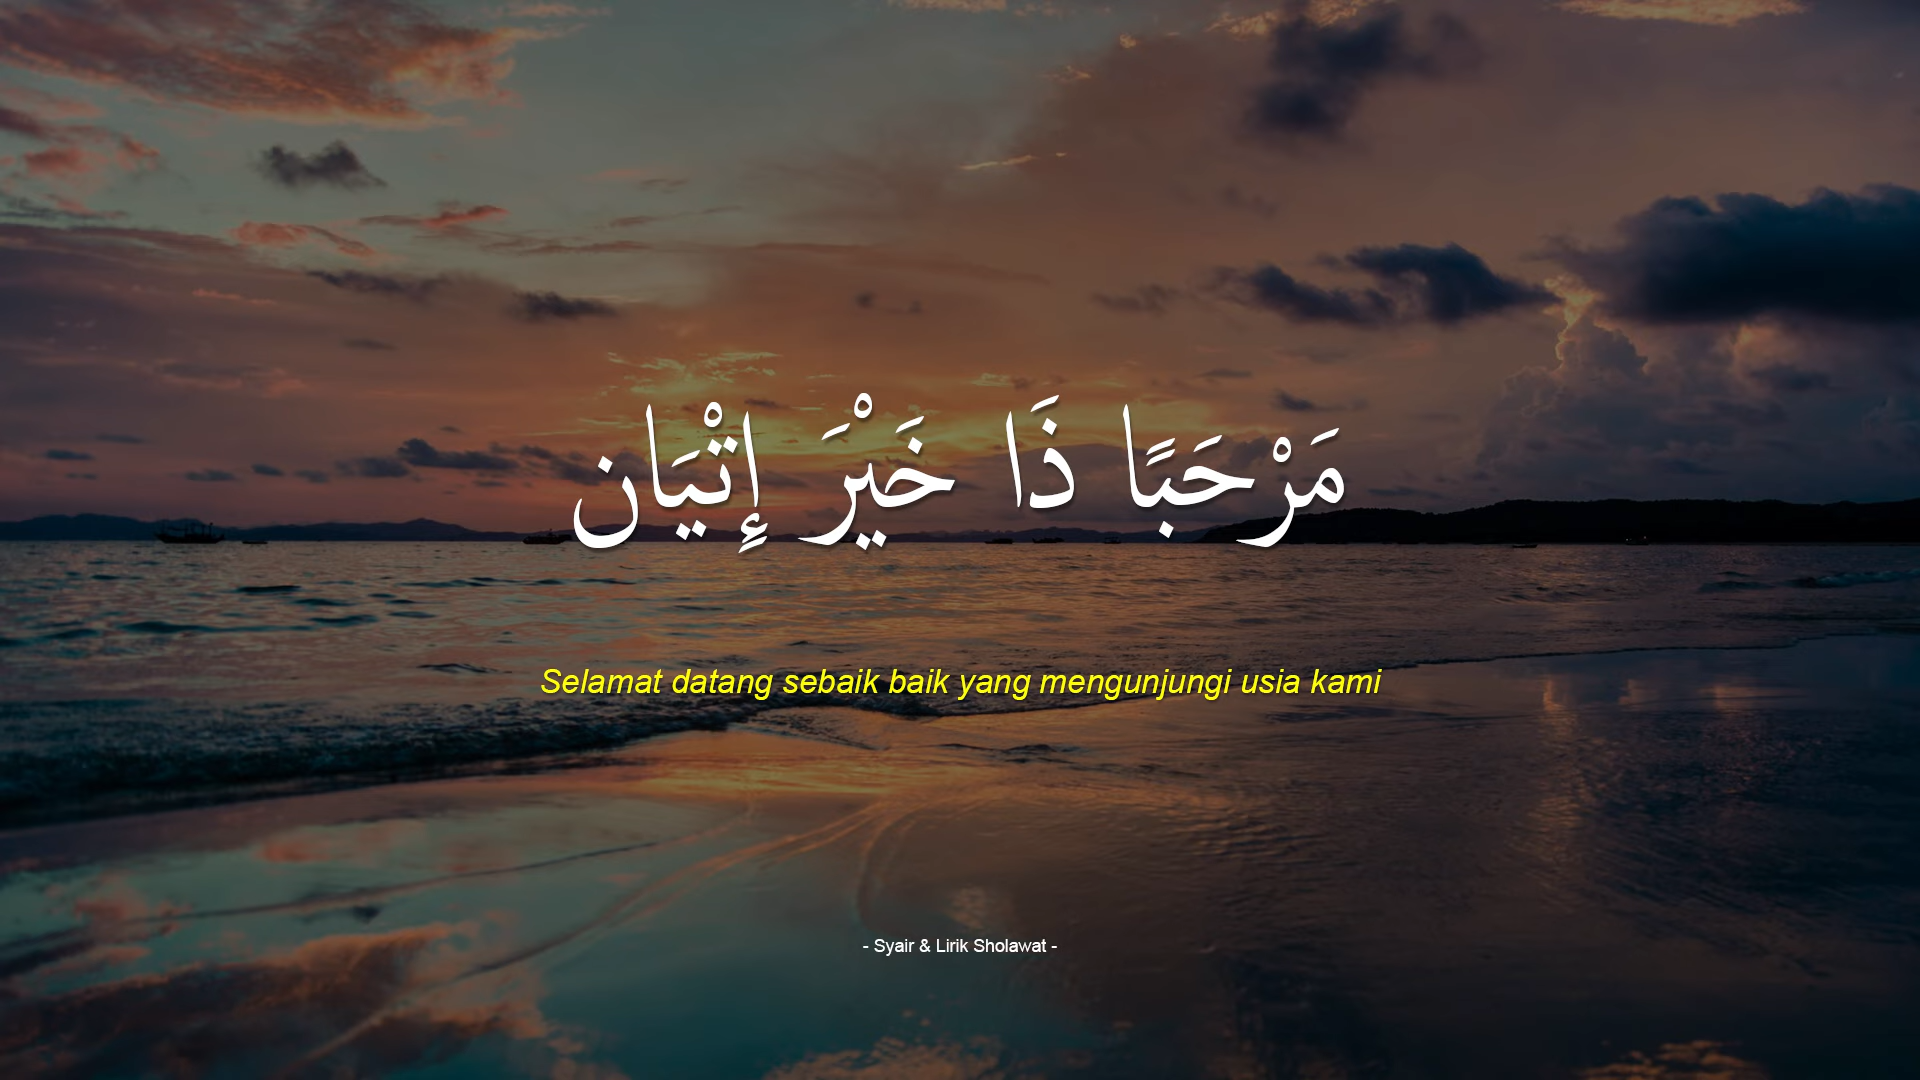 مَرْحَبًا ذَا خَيْرَ إِتْيَان
Selamat datang sebaik baik yang mengunjungi usia kami
- Syair & Lirik Sholawat -